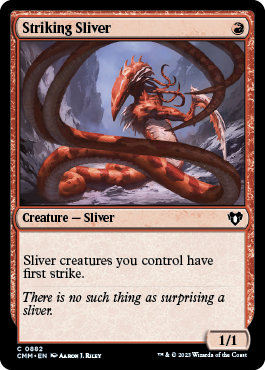 Striking Sliver
Creature — Sliver
Sliver creatures you control have
first strike.
There is no such thing as surprising a
sliver.
1/1
C 0882
CMM • EN AARON J. RILEY
™ & © 2023 Wizards of the Coast